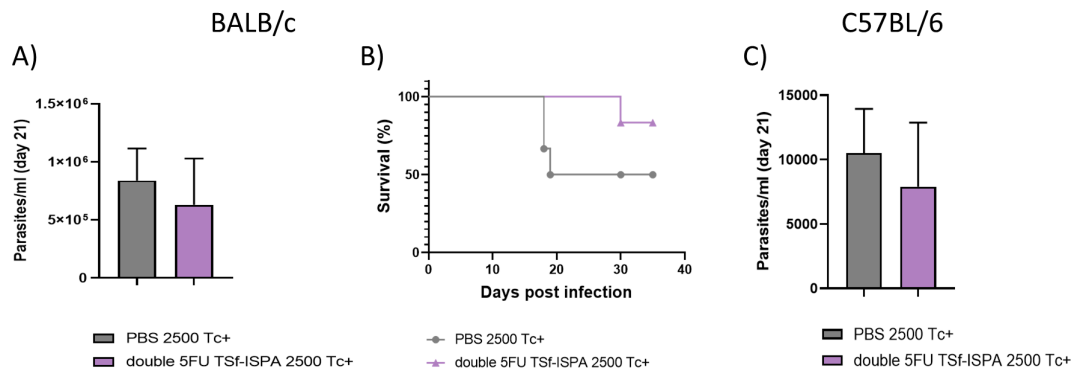 BALB/c
C57BL/6
A)
B)
C)
Parasites/ml (day 21)
1.5×10⁶
1×10⁶
5×10⁵
0
Survival (%)
100
50
0
0 10 20 30 40
Days post infection
Parasites/ml (day 21)
15000
10000
5000
0
PBS 2500 Tc+
double 5FU TSf-ISPA 2500 Tc+
PBS 2500 Tc+
double 5FU TSf-ISPA 2500 Tc+
PBS 2500 Tc+
double 5FU TSf-ISPA 2500 Tc+